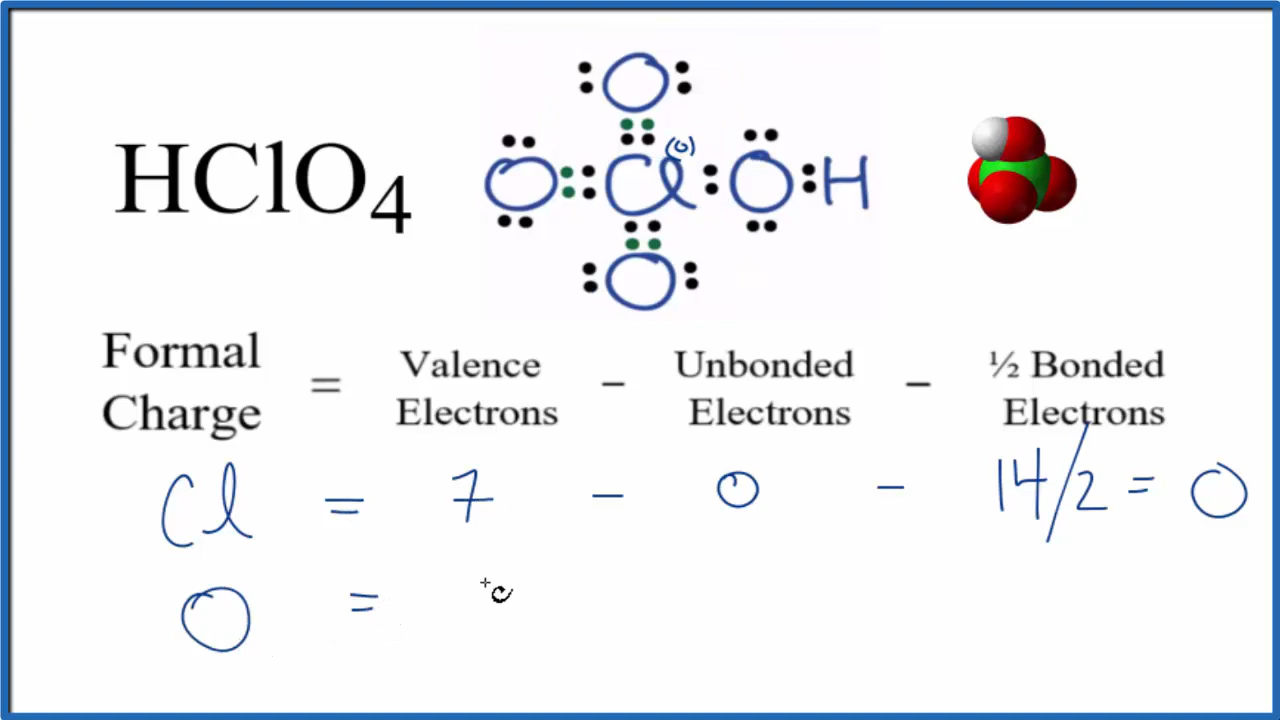 HClO₄
O
O Cl (0) O H
O
Formal Charge = Valence Electrons − Unbonded Electrons − ½ Bonded Electrons
Cl = 7 − 0 − 14/2 = 0
O =